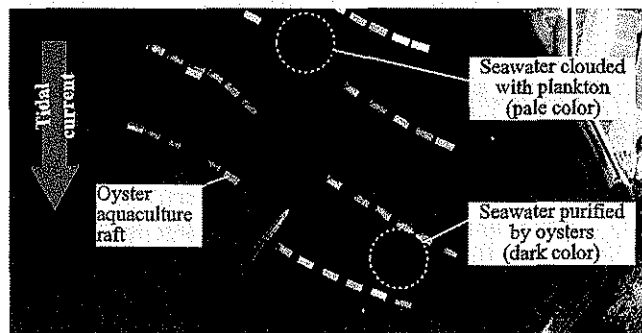 Tidal
current
Seawater clouded
with plankton
(pale color)
Oyster
aquaculture
raft
Seawater purified
by oysters
(dark color)